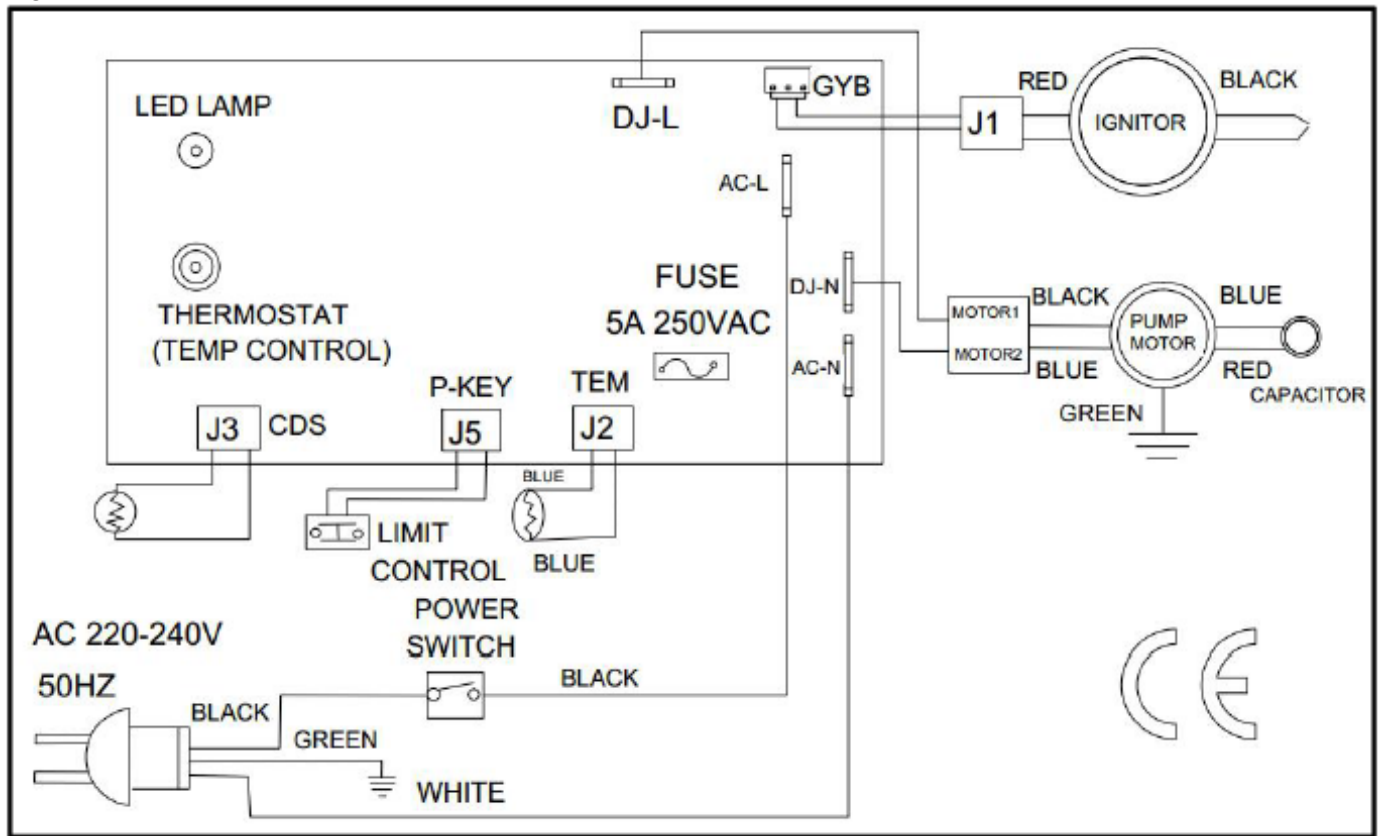 LED LAMP
DJ-L
GYB
RED
BLACK
J1
IGNITOR
AC-L
THERMOSTAT
(TEMP CONTROL)
FUSE
5A 250VAC
DJ-N
AC-N
MOTOR1
MOTOR2
BLACK
BLUE
PUMP
MOTOR
BLUE
RED
CAPACITOR
GREEN
J3
CDS
P-KEY
J5
TEM
J2
BLUE
BLUE
LIMIT
CONTROL
POWER
SWITCH
AC 220-240V
50HZ
BLACK
BLACK
GREEN
WHITE
CE